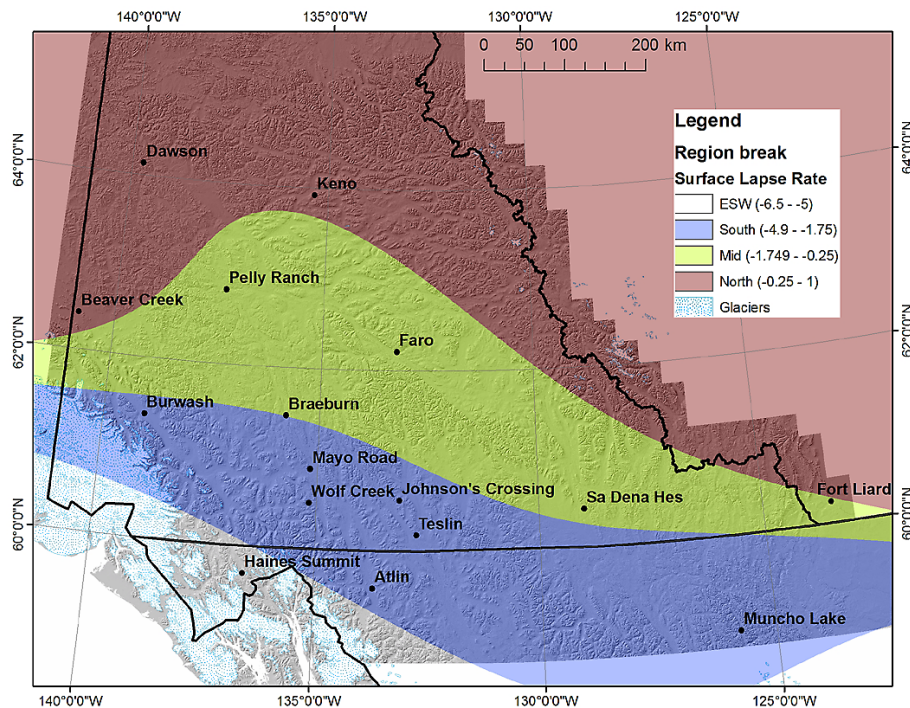 140°0'0"W 135°0'0"W 130°0'0"W 125°0'0"W
0 50 100 200 km
64°0'0"N
64°0'0"N
62°0'0"N
62°0'0"N
60°0'0"N
60°0'0"N
Legend
Region break
Surface Lapse Rate
ESW (-6.5 - -5)
South (-4.9 - -1.75)
Mid (-1.749 - -0.25)
North (-0.25 - 1)
Glaciers
Dawson
Keno
Pelly Ranch
Beaver Creek
Faro
Burwash
Braeburn
Mayo Road
Wolf Creek
Johnson's Crossing
Sa Dena Hes
Fort Liard
Teslin
Haines Summit
Atlin
Muncho Lake
140°0'0"W 135°0'0"W 130°0'0"W 125°0'0"W